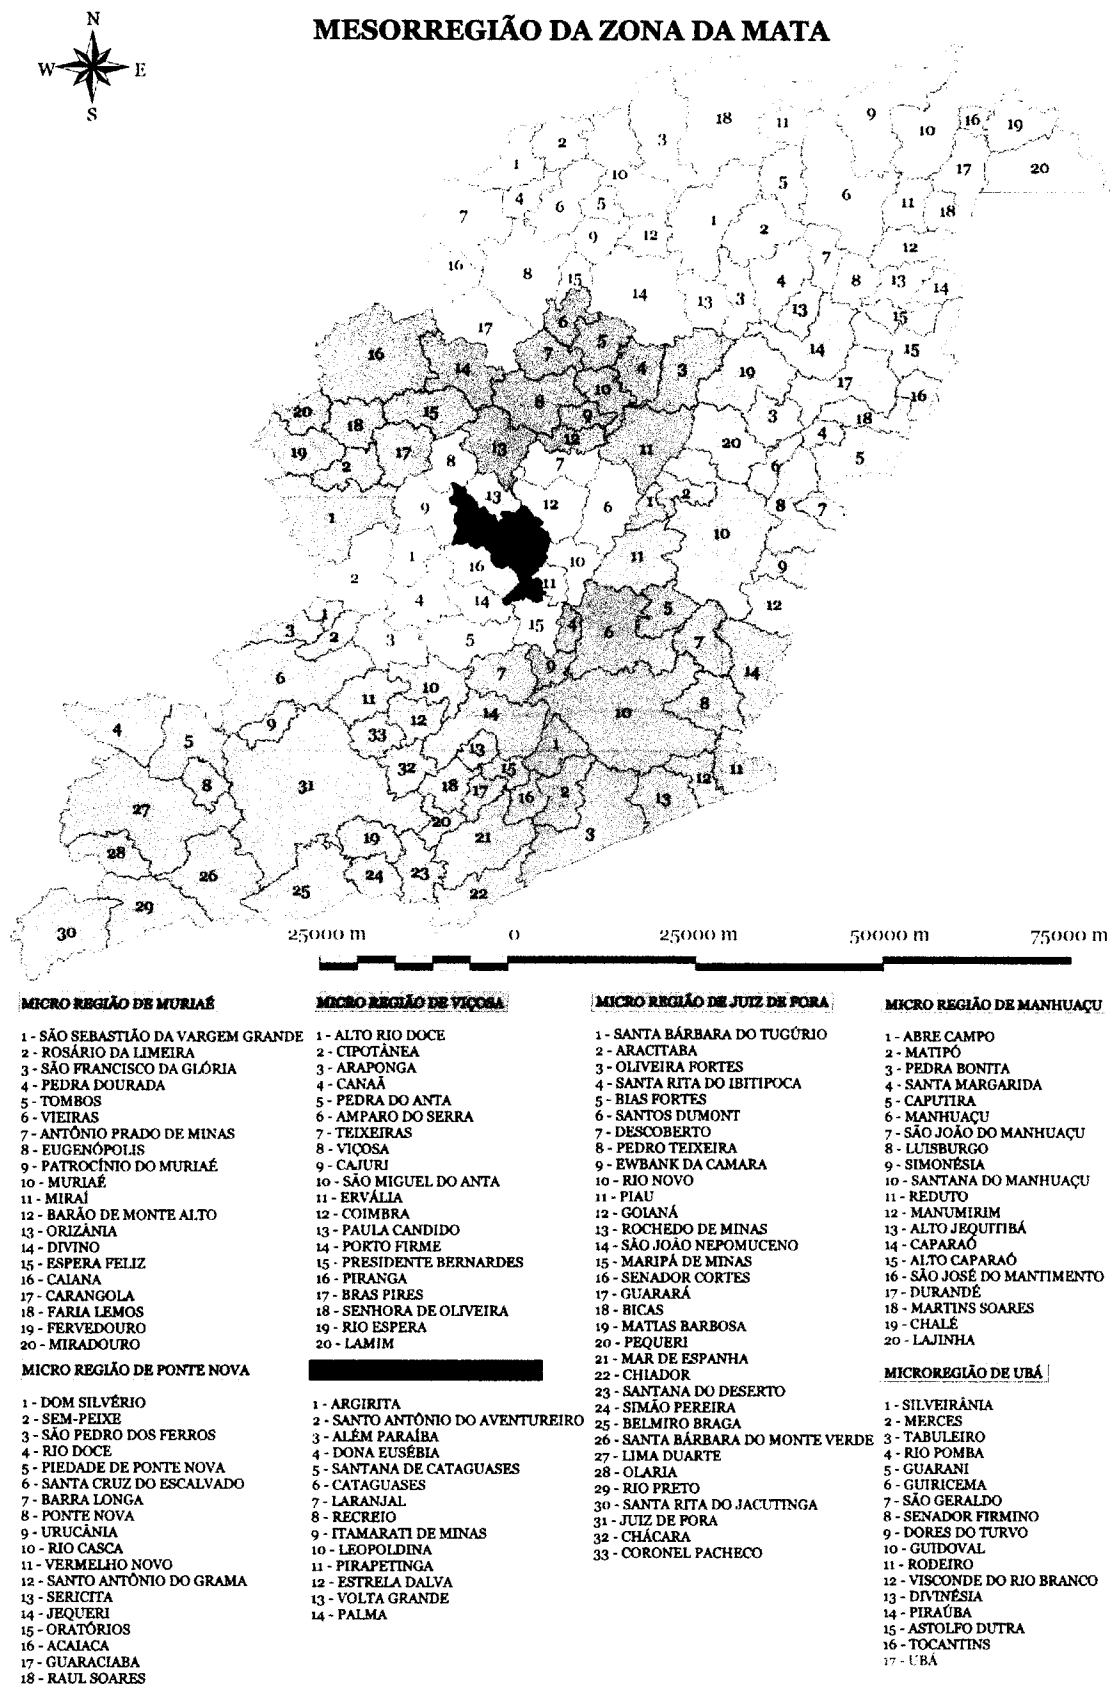 MESORREGIÃO DA ZONA DA MATA
N
W E
S
25000 m 0 25000 m 50000 m 75000 m
MICRO REGIÃO DE MURIAÉ
1 - SÃO SEBASTIÃO DA VARGEM GRANDE
2 - ROSÁRIO DA LIMEIRA
3 - SÃO FRANCISCO DA GLÓRIA
4 - PEDRA DOURADA
5 - TOMBOS
6 - VIEIRAS
7 - ANTÔNIO PRADO DE MINAS
8 - EUGENÓPOLIS
9 - PATROCÍNIO DO MURIAÉ
10 - MURIAÉ
11 - MIRAÍ
12 - BARÃO DE MONTE ALTO
13 - ORIZÂNIA
14 - DIVINO
15 - ESPERA FELIZ
16 - CAIANA
17 - CARANGOLA
18 - FARIA LEMOS
19 - FERVEDOURO
20 - MIRADOURO
MICRO REGIÃO DE PONTE NOVA
1 - DOM SILVÉRIO
2 - SEM-PEIXE
3 - SÃO PEDRO DOS FERROS
4 - RIO DOCE
5 - PIEDADE DE PONTE NOVA
6 - SANTA CRUZ DO ESCALVADO
7 - BARRA LONGA
8 - PONTE NOVA
9 - URUCÂNIA
10 - RIO CASCA
11 - VERMELHO NOVO
12 - SANTO ANTÔNIO DO GRAMA
13 - SERICITA
14 - JEQUERI
15 - ORATÓRIOS
16 - ACAIACA
17 - GUARACIABA
18 - RAUL SOARES
MICRO REGIÃO DE VIÇOSA
1 - ALTO RIO DOCE
2 - CIPOTÂNEA
3 - ARAPONGA
4 - CANAÃ
5 - PEDRA DO ANTA
6 - AMPARO DO SERRA
7 - TEIXEIRAS
8 - VIÇOSA
9 - CAJURI
10 - SÃO MIGUEL DO ANTA
11 - ERVÁLIA
12 - COIMBRA
13 - PAULA CANDIDO
14 - PORTO FIRME
15 - PRESIDENTE BERNARDES
16 - PIRANGA
17 - BRAS PIRES
18 - SENHORA DE OLIVEIRA
19 - RIO ESPERA
20 - LAMIM
1 - ARGIRITA
2 - SANTO ANTÔNIO DO AVENTUREIRO
3 - ALÉM PARAÍBA
4 - DONA EUSÉBIA
5 - SANTANA DE CATAGUASES
6 - CATAGUASES
7 - LARANJAL
8 - RECREIO
9 - ITAMARATI DE MINAS
10 - LEOPOLDINA
11 - PIRAPETINGA
12 - ESTRELA DALVA
13 - VOLTA GRANDE
14 - PALMA
MICRO REGIÃO DE JUIZ DE FORA
1 - SANTA BÁRBARA DO TUGÚRIO
2 - ARACITABA
3 - OLIVEIRA FORTES
4 - SANTA RITA DO IBITIPOCA
5 - BIAS FORTES
6 - SANTOS DUMONT
7 - DESCOBERTO
8 - PEDRO TEIXEIRA
9 - EWBANK DA CAMARA
10 - RIO NOVO
11 - PIAU
12 - GOIANÁ
13 - ROCHEDO DE MINAS
14 - SÃO JOÃO NEPOMUCENO
15 - MARIPÁ DE MINAS
16 - SENADOR CORTES
17 - GUARARÁ
18 - BICAS
19 - MATIAS BARBOSA
20 - PEQUERI
21 - MAR DE ESPANHA
22 - CHIADOR
23 - SANTANA DO DESERTO
24 - SIMÃO PEREIRA
25 - BELMIRO BRAGA
26 - SANTA BÁRBARA DO MONTE VERDE
27 - LIMA DUARTE
28 - OLARIA
29 - RIO PRETO
30 - SANTA RITA DO JACUTINGA
31 - JUIZ DE FORA
32 - CHÁCARA
33 - CORONEL PACHECO
MICRO REGIÃO DE MANHUAÇU
1 - ABRE CAMPO
2 - MATIPÓ
3 - PEDRA BONITA
4 - SANTA MARGARIDA
5 - CAPUTIRA
6 - MANHUAÇU
7 - SÃO JOÃO DO MANHUAÇU
8 - LUISBURGO
9 - SIMONÉSIA
10 - SANTANA DO MANHUAÇU
11 - REDUTO
12 - MANUMIRIM
13 - ALTO JEQUITIBÁ
14 - CAPARAÓ
15 - ALTO CAPARAÓ
16 - SÃO JOSÉ DO MANTIMENTO
17 - DURANDÉ
18 - MARTINS SOARES
19 - CHALÉ
20 - LAJINHA
MICROREGIÃO DE UBÁ
1 - SILVEIRÂNIA
2 - MERCES
3 - TABULEIRO
4 - RIO POMBA
5 - GUARANI
6 - GUIRICEMA
7 - SÃO GERALDO
8 - SENADOR FIRMINO
9 - DORES DO TURVO
10 - GUIDOVAL
11 - RODEIRO
12 - VISCONDE DO RIO BRANCO
13 - DIVINÉSIA
14 - PIRAÚBA
15 - ASTOLFO DUTRA
16 - TOCANTINS
17 - UBÁ